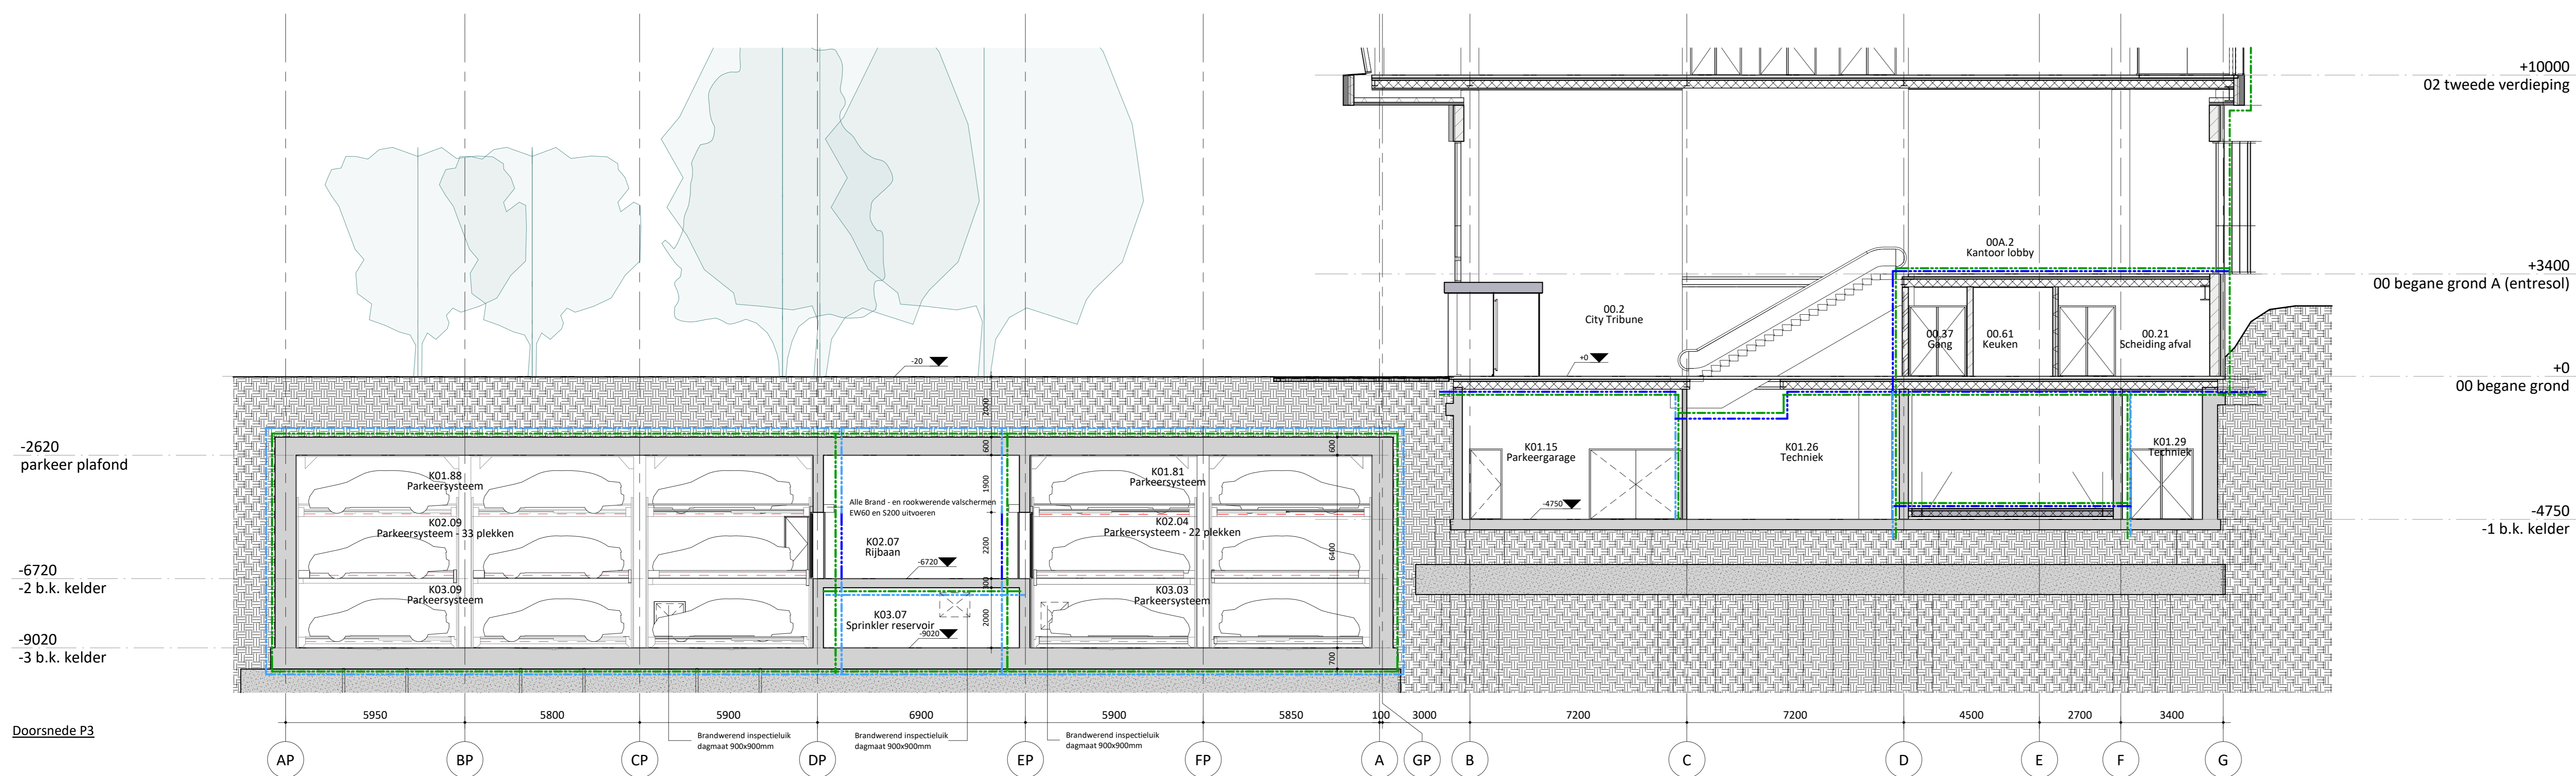 +10000
02 tweede verdieping
00A.2
Kantoor lobby
+3400
00 begane grond A (entresol)
00.2
City Tribune
00.37
Gang
00.61
Keuken
00.21
Scheiding afval
-20
+0
+0
00 begane grond
2000
-2620
parkeer plafond
600
600
K01.88
Parkeersysteem
K01.81
Parkeersysteem
K01.15
Parkeergarage
K01.26
Techniek
K01.29
Techniek
1900
Alle Brand - en rookwerende valschermen
EW60 en S200 uitvoeren
-4750
-4750
-1 b.k. kelder
K02.09
Parkeersysteem - 33 plekken
K02.07
Rijbaan
2200
K02.04
Parkeersysteem - 22 plekken
6400
-6720
-6720
-2 b.k. kelder
K03.09
Parkeersysteem
K03.07
Sprinkler reservoir
2000
K03.03
Parkeersysteem
-9020
-9020
-3 b.k. kelder
700
5950
5800
5900
6900
5900
5850
100
3000
7200
7200
4500
2700
3400
Doorsnede P3
Brandwerend inspectieluik
dagmaat 900x900mm
Brandwerend inspectieluik
dagmaat 900x900mm
Brandwerend inspectieluik
dagmaat 900x900mm
AP
BP
CP
DP
EP
FP
A
GP
B
C
D
E
F
G